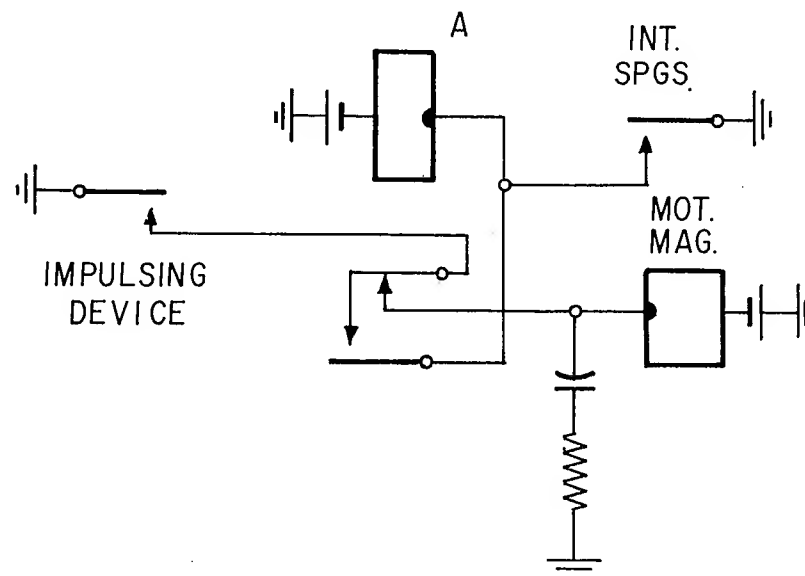 A
INT.
SPGS.
MOT.
MAG.
IMPULSING
DEVICE